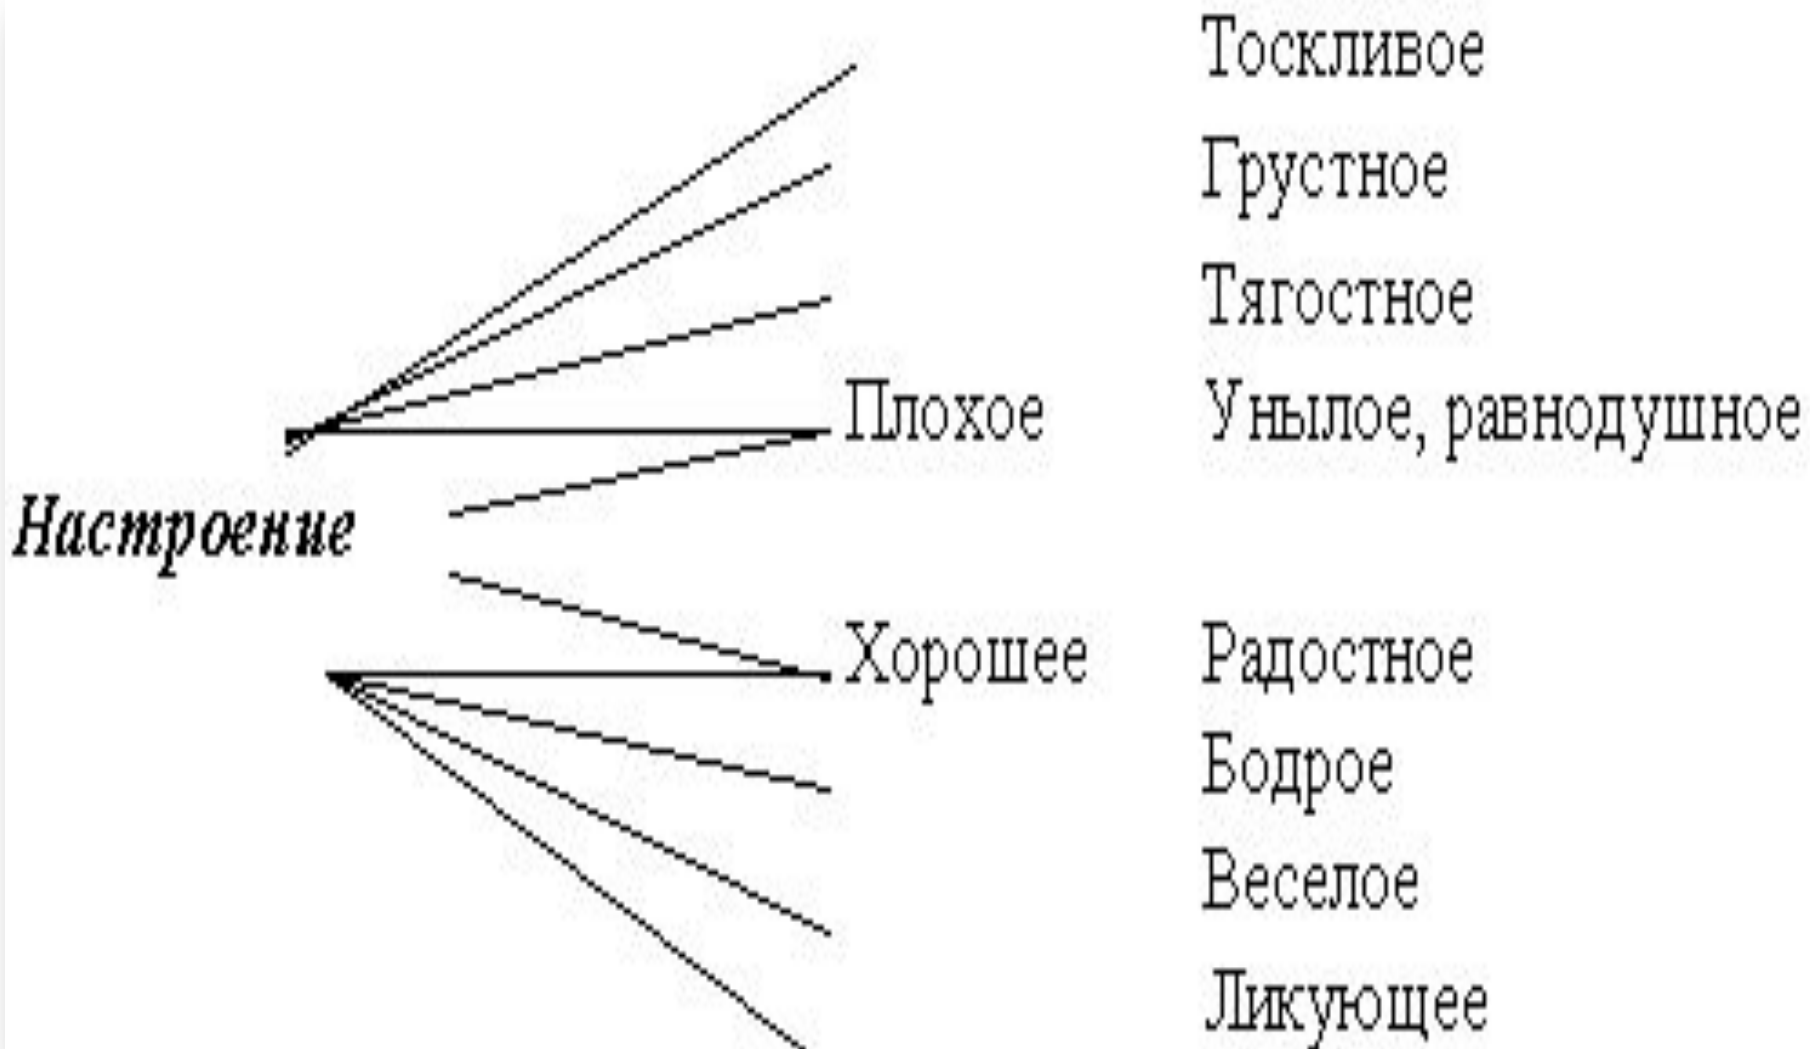 Тоскливое
Грустное
Тягостное
Плохое Унылое, равнодушное
Настроение
Хорошее Радостное
Бодрое
Веселое
Ликующее